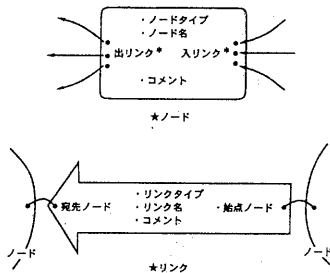 ・ノードタイプ
・ノード名
出リンク* 入リンク*
・コメント
★ノード
・リンクタイプ
・宛先ノード ・リンク名 ・始点ノード
・コメント
ノード ノード
★リンク